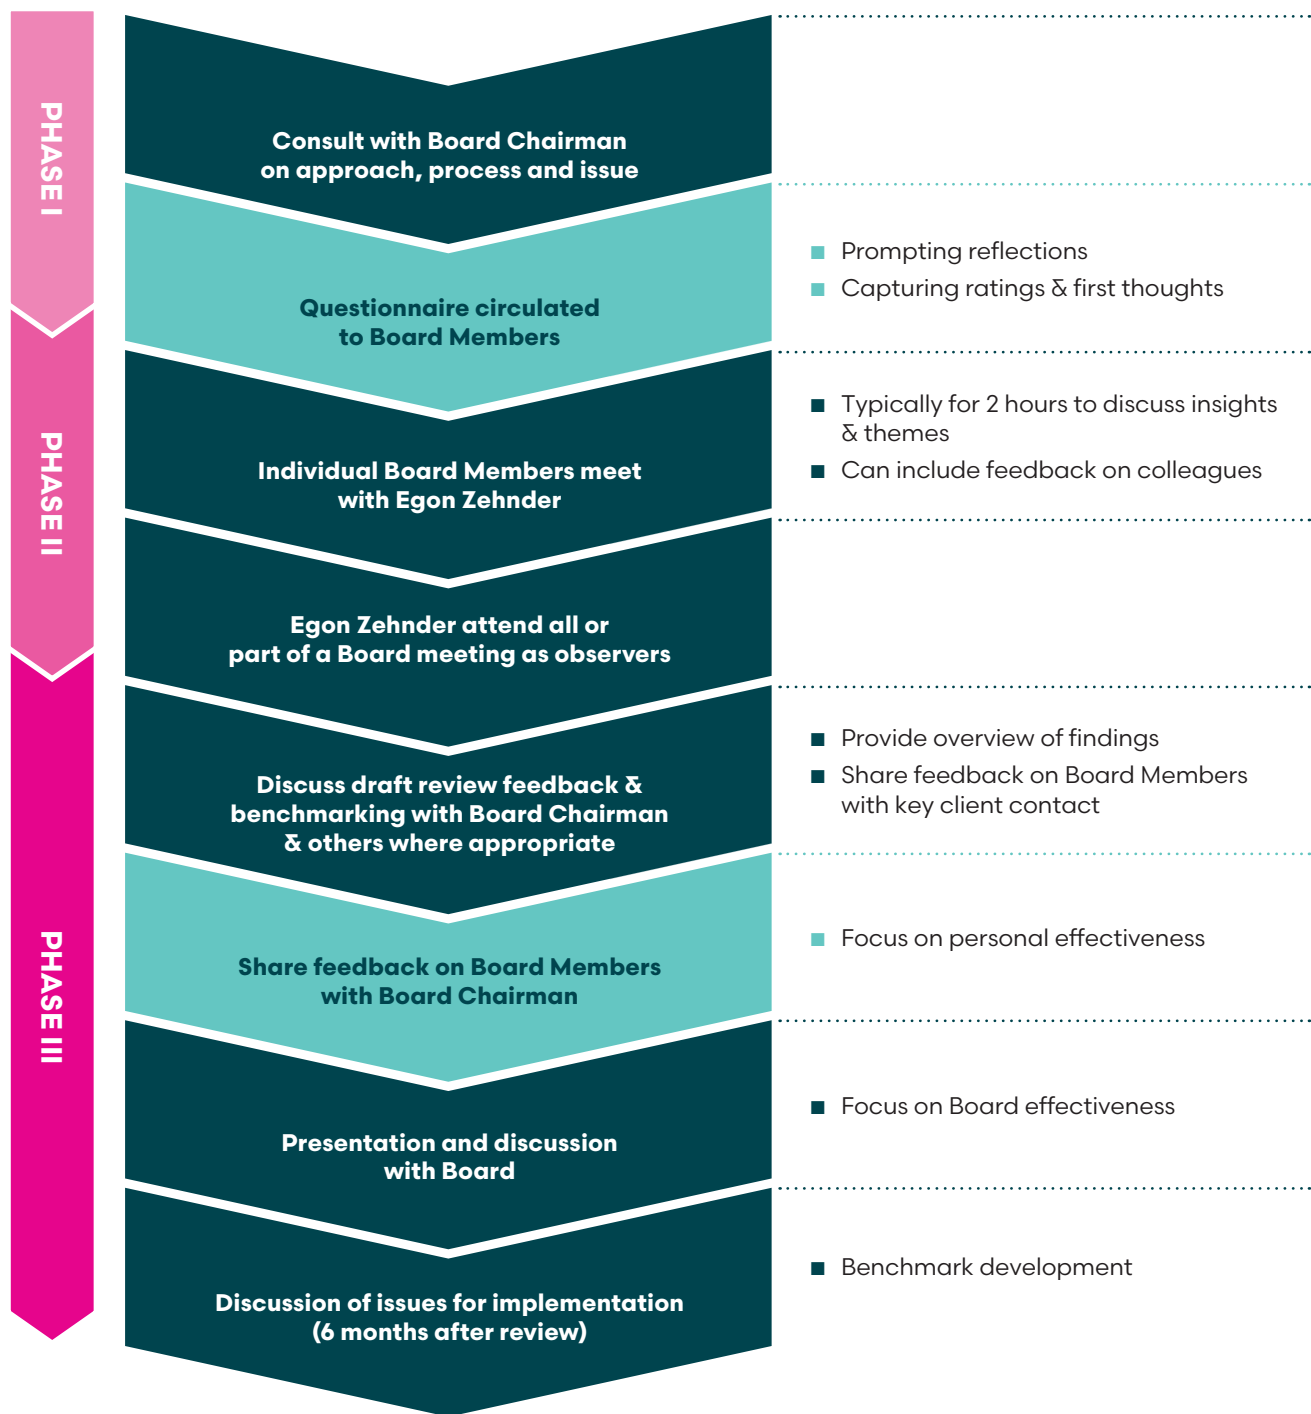 PHASE I
Consult with Board Chairman
on approach, process and issue
Questionnaire circulated
to Board Members
■ Prompting reflections
■ Capturing ratings & first thoughts
PHASE II
Individual Board Members meet
with Egon Zehnder
■ Typically for 2 hours to discuss insights
& themes
■ Can include feedback on colleagues
Egon Zehnder attend all or
part of a Board meeting as observers
PHASE III
Discuss draft review feedback &
benchmarking with Board Chairman
& others where appropriate
■ Provide overview of findings
■ Share feedback on Board Members
with key client contact
Share feedback on Board Members
with Board Chairman
■ Focus on personal effectiveness
Presentation and discussion
with Board
■ Focus on Board effectiveness
Discussion of issues for implementation
(6 months after review)
■ Benchmark development